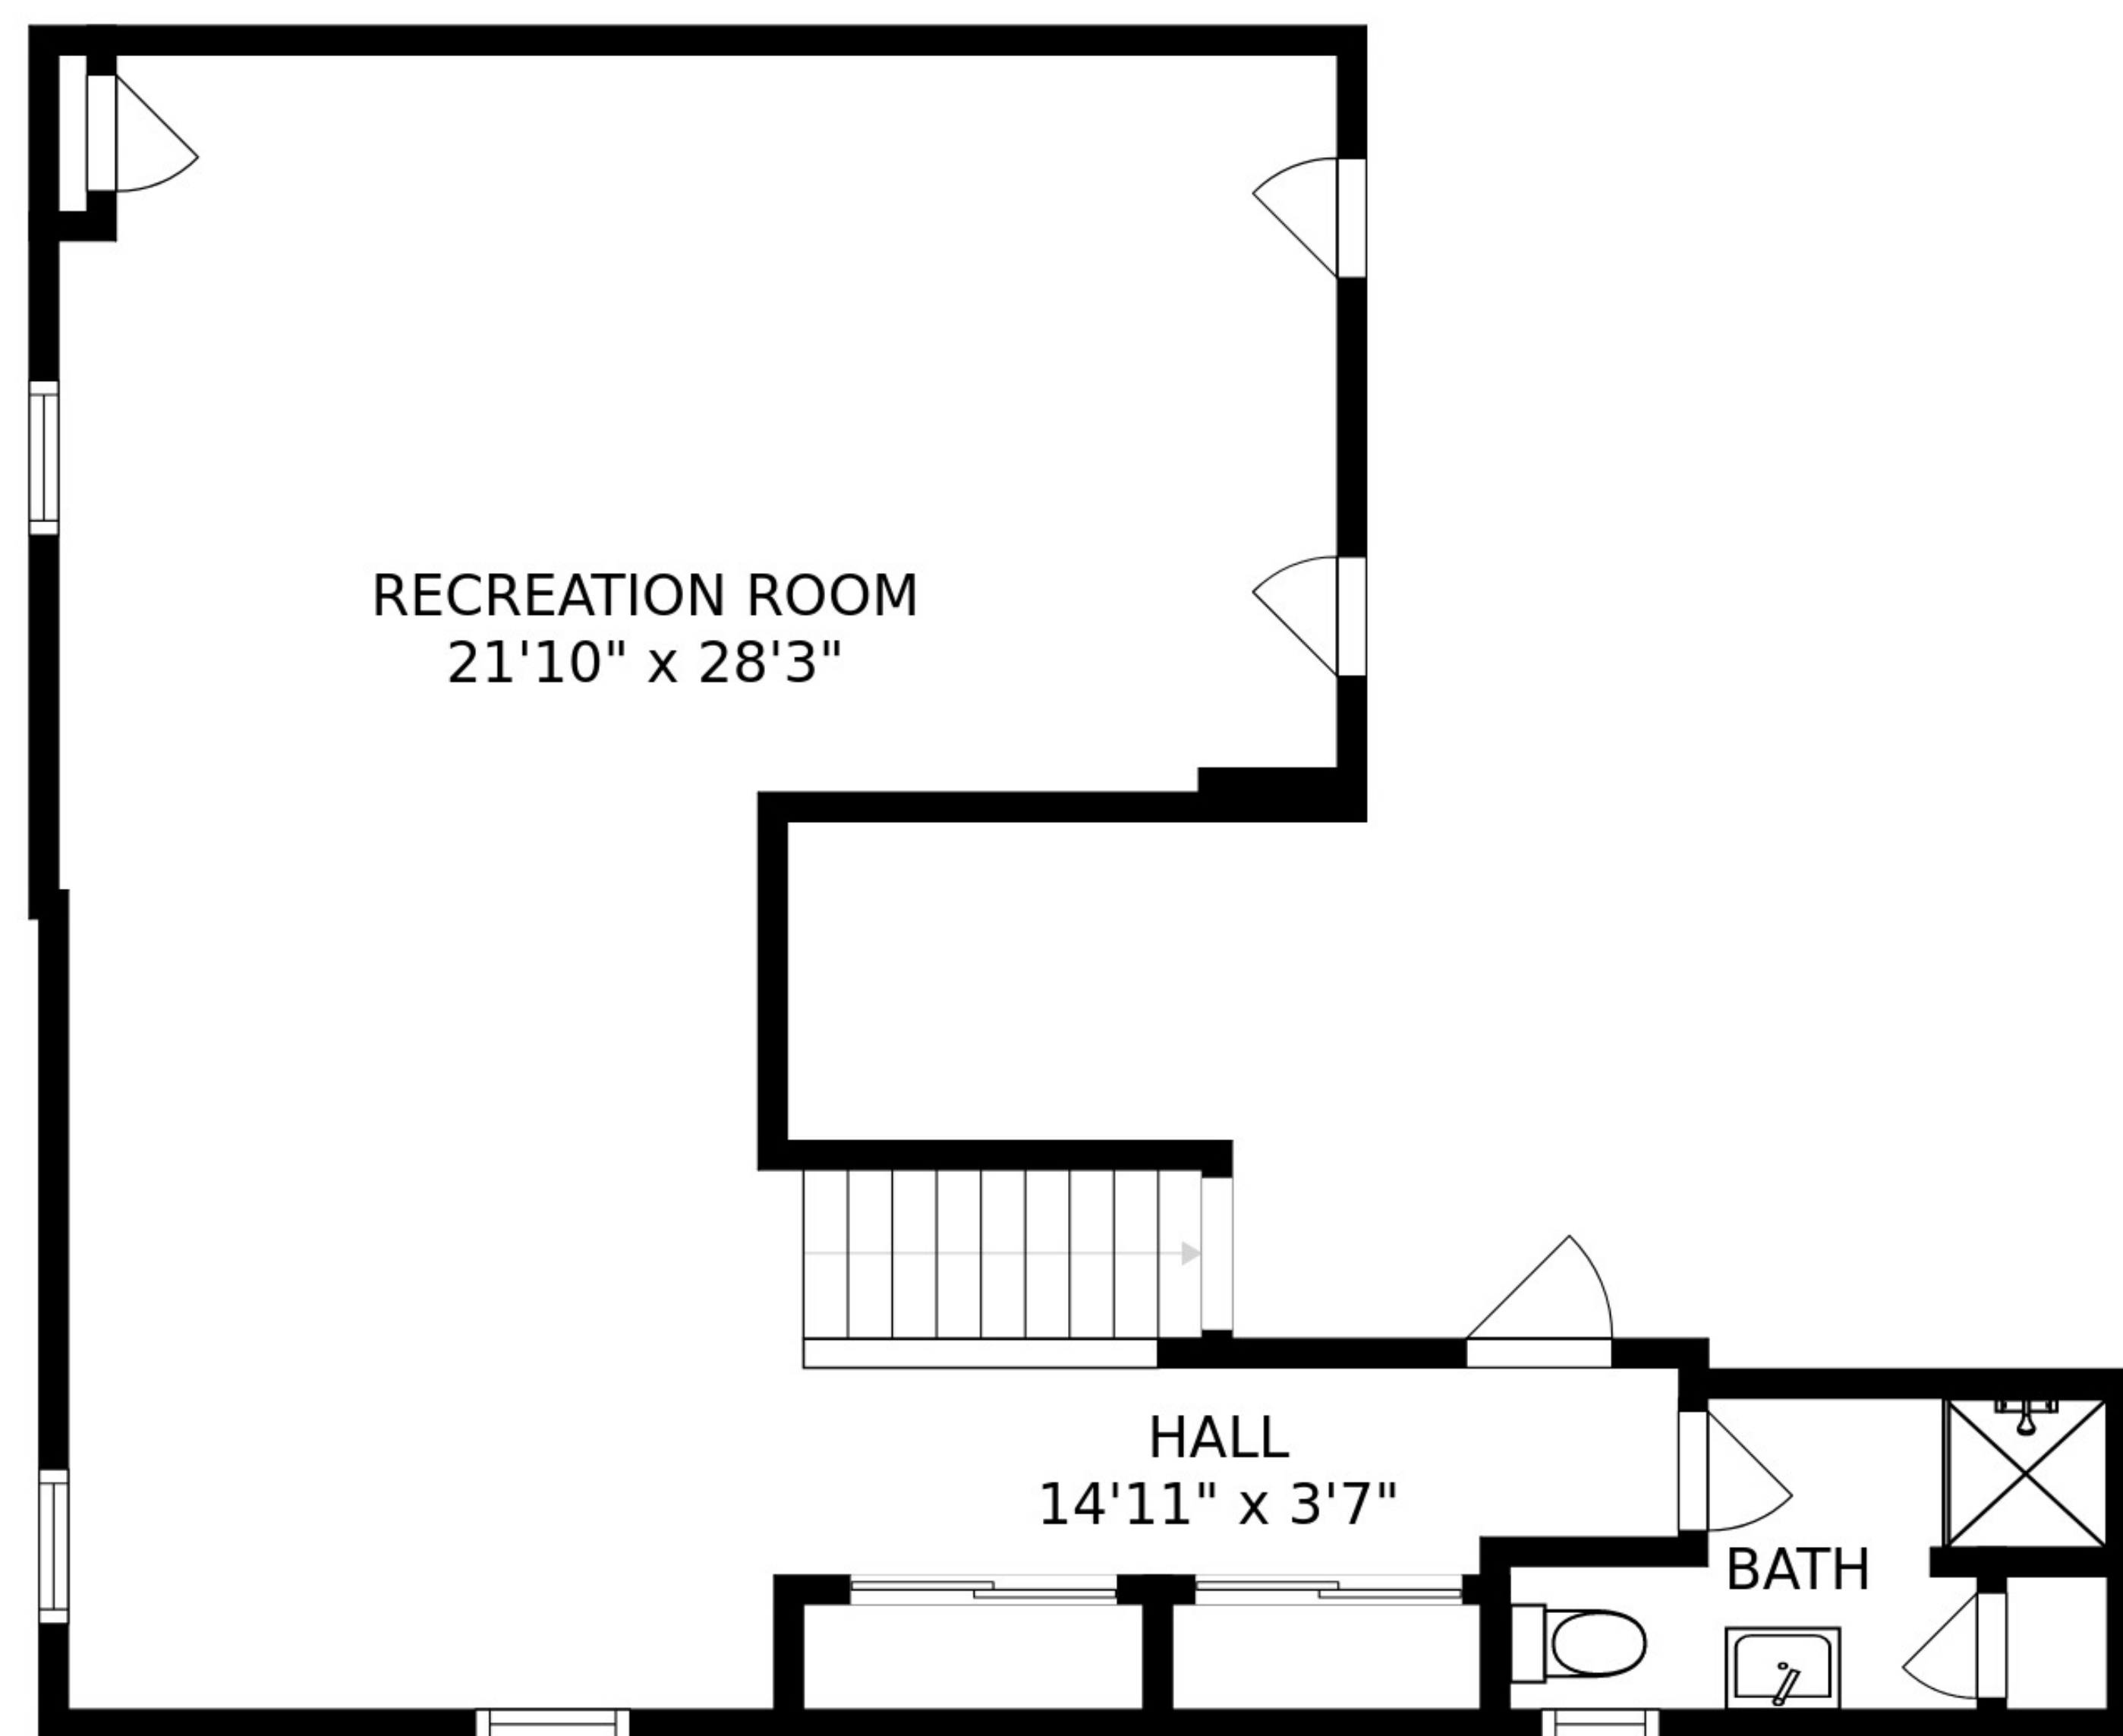 RECREATION ROOM
21'10" x 28'3"
HALL
14'11" x 3'7"
BATH